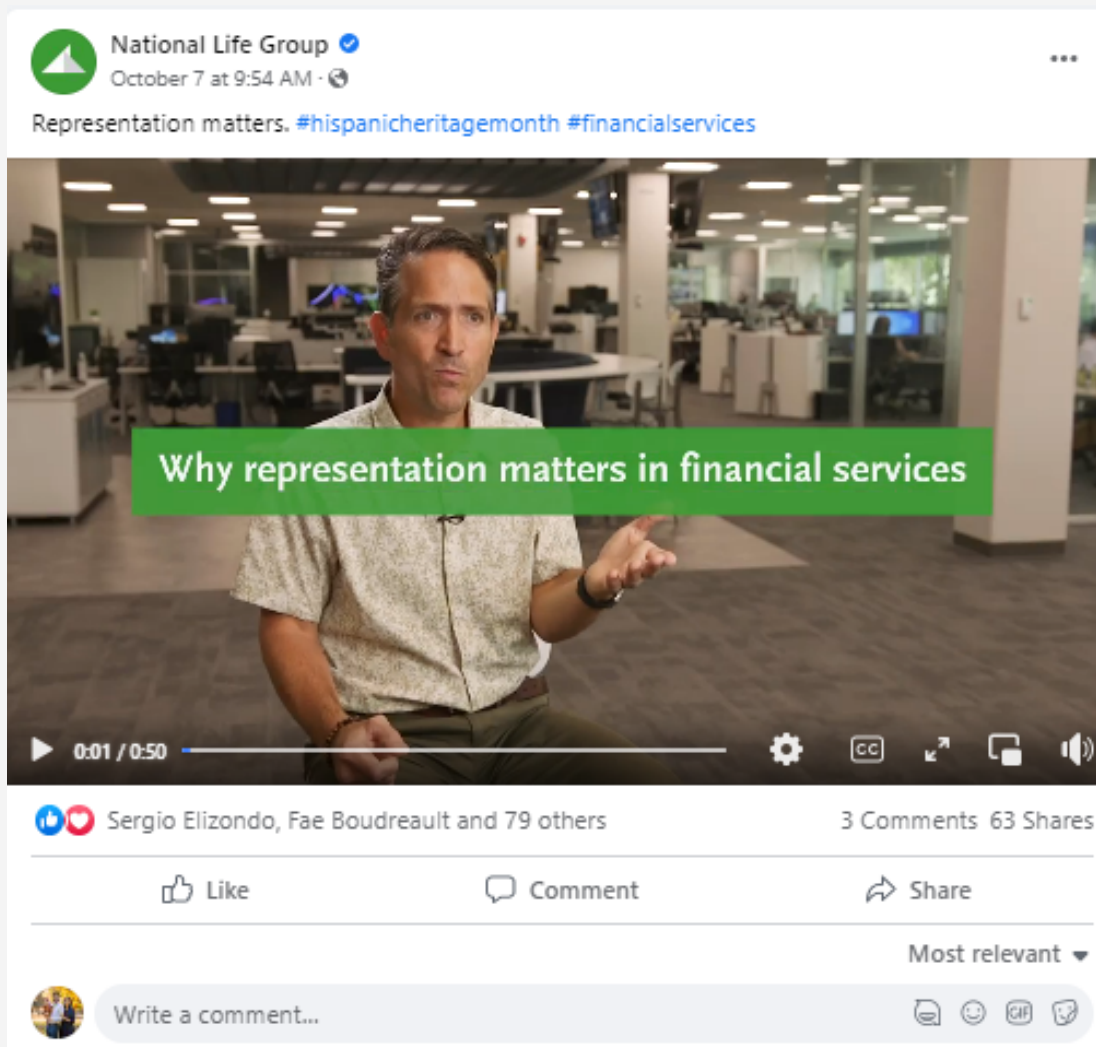 National Life Group
October 7 at 9:54 AM ·
Representation matters. #hispanicheritagemonth #financialservices
Why representation matters in financial services
0:01 / 0:50
CC
Sergio Elizondo, Fae Boudreault and 79 others
3 Comments 63 Shares
Like
Comment
Share
Most relevant
Write a comment...
GIF